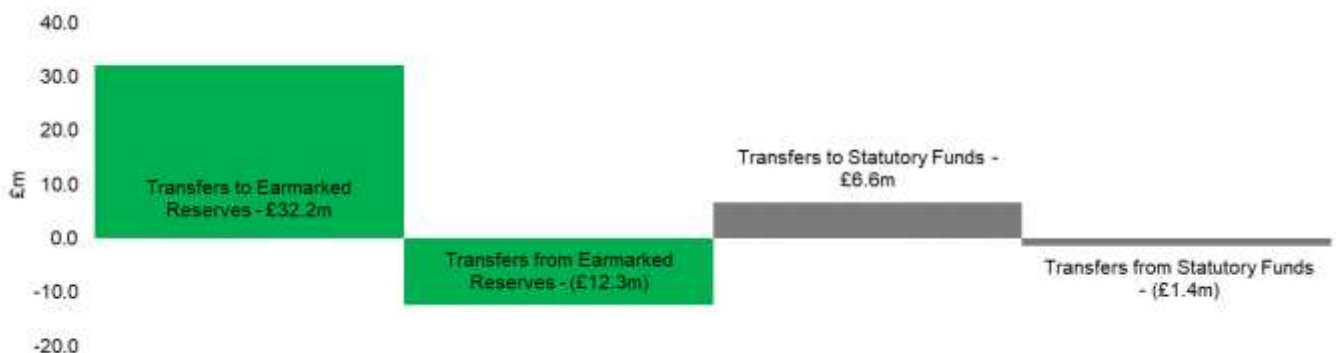 40.0
30.0
20.0
10.0
0.0
-10.0
-20.0
£m
Transfers to Earmarked
Reserves - £32.2m
Transfers from Earmarked
Reserves - (£12.3m)
Transfers to Statutory Funds -
£6.6m
Transfers from Statutory Funds
- (£1.4m)